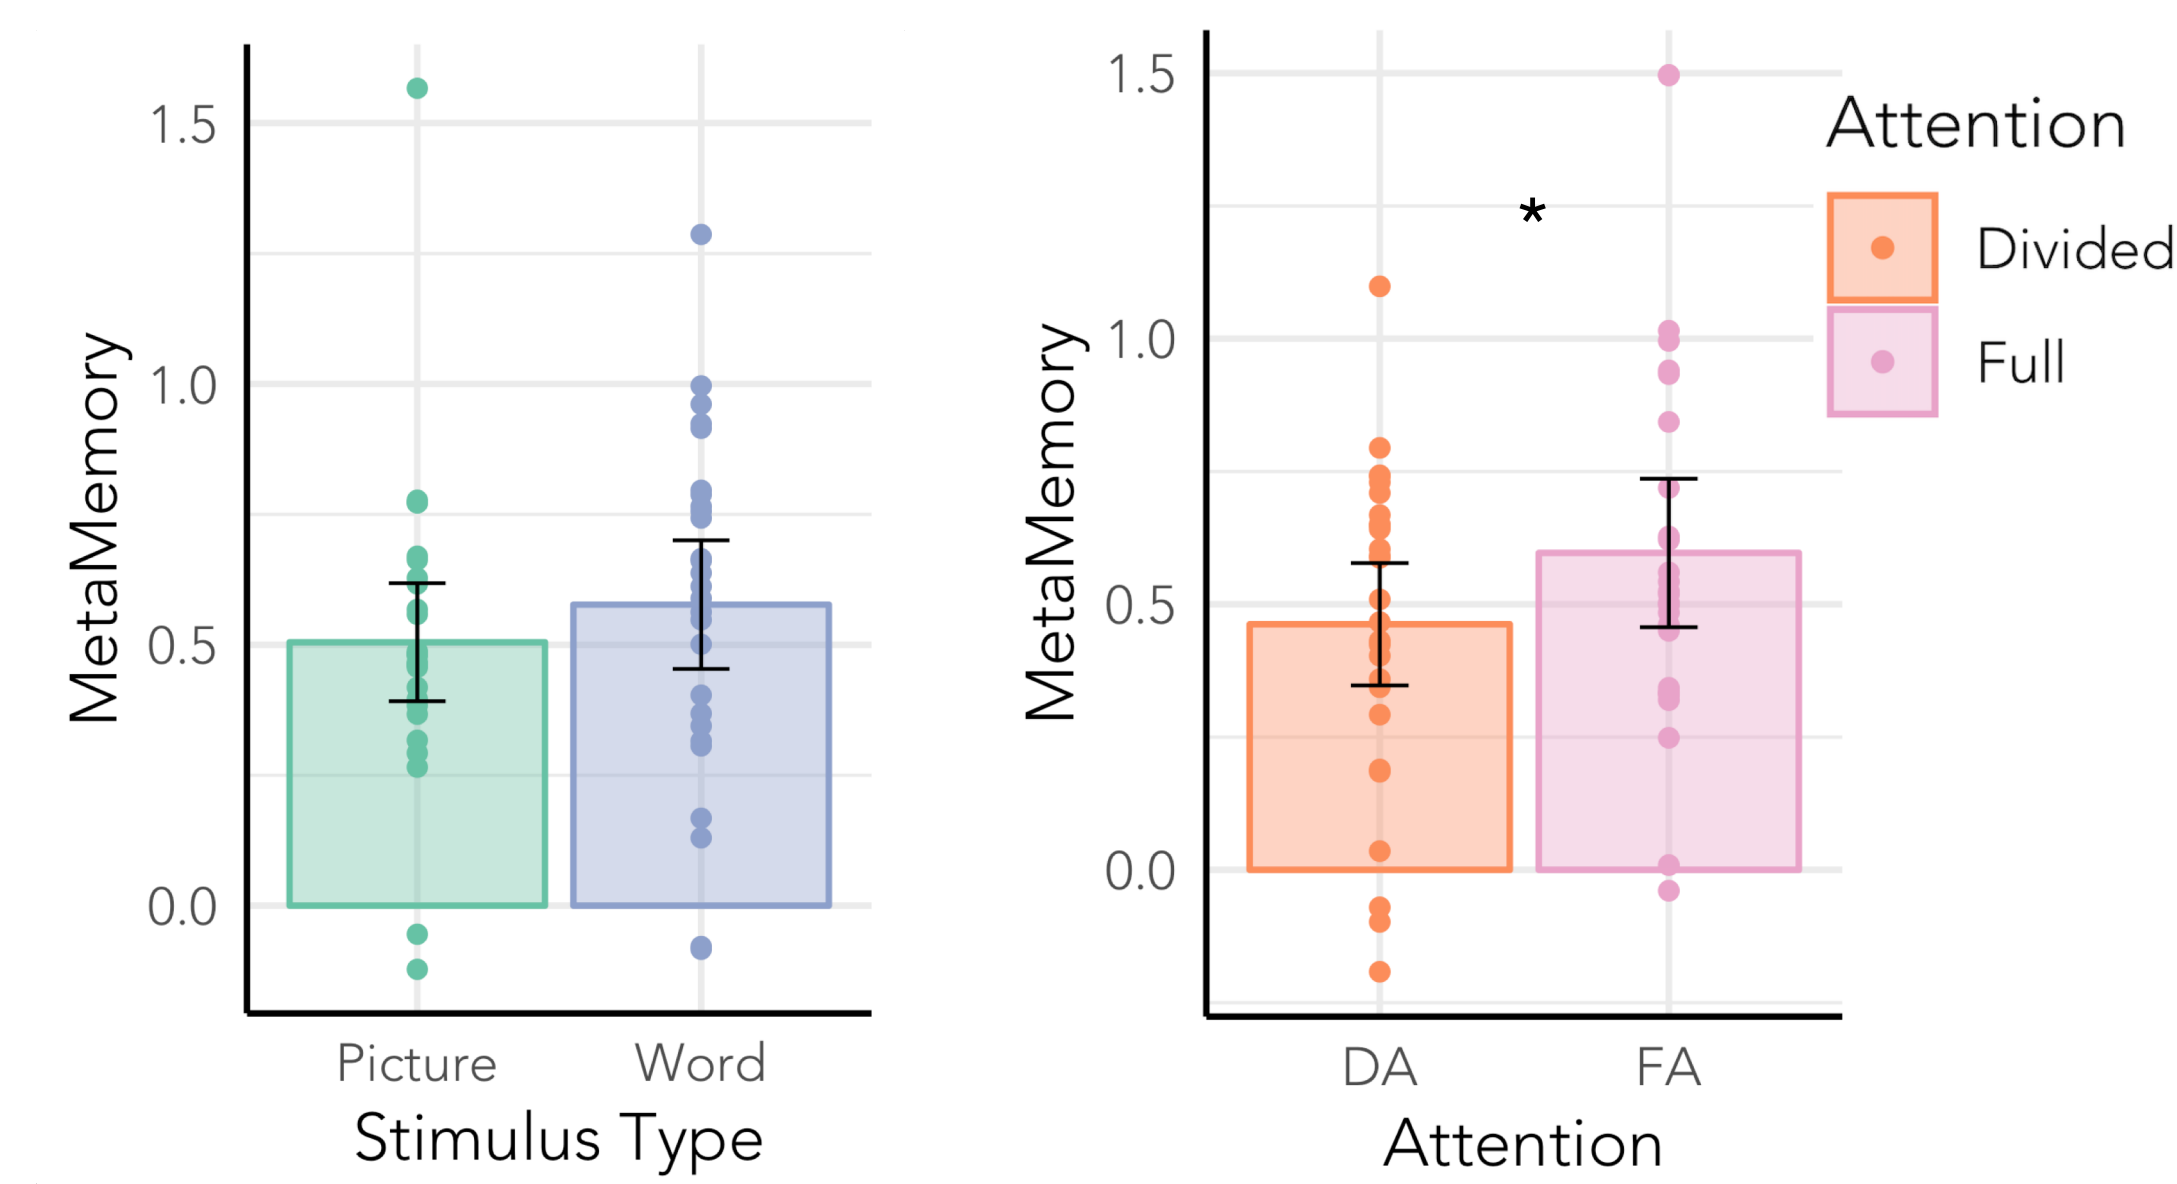 MetaMemory
1.5
1.0
0.5
0.0
Picture
Word
Stimulus Type
MetaMemory
1.5
1.0
0.5
0.0
*
DA
FA
Attention
Attention
Divided
Full